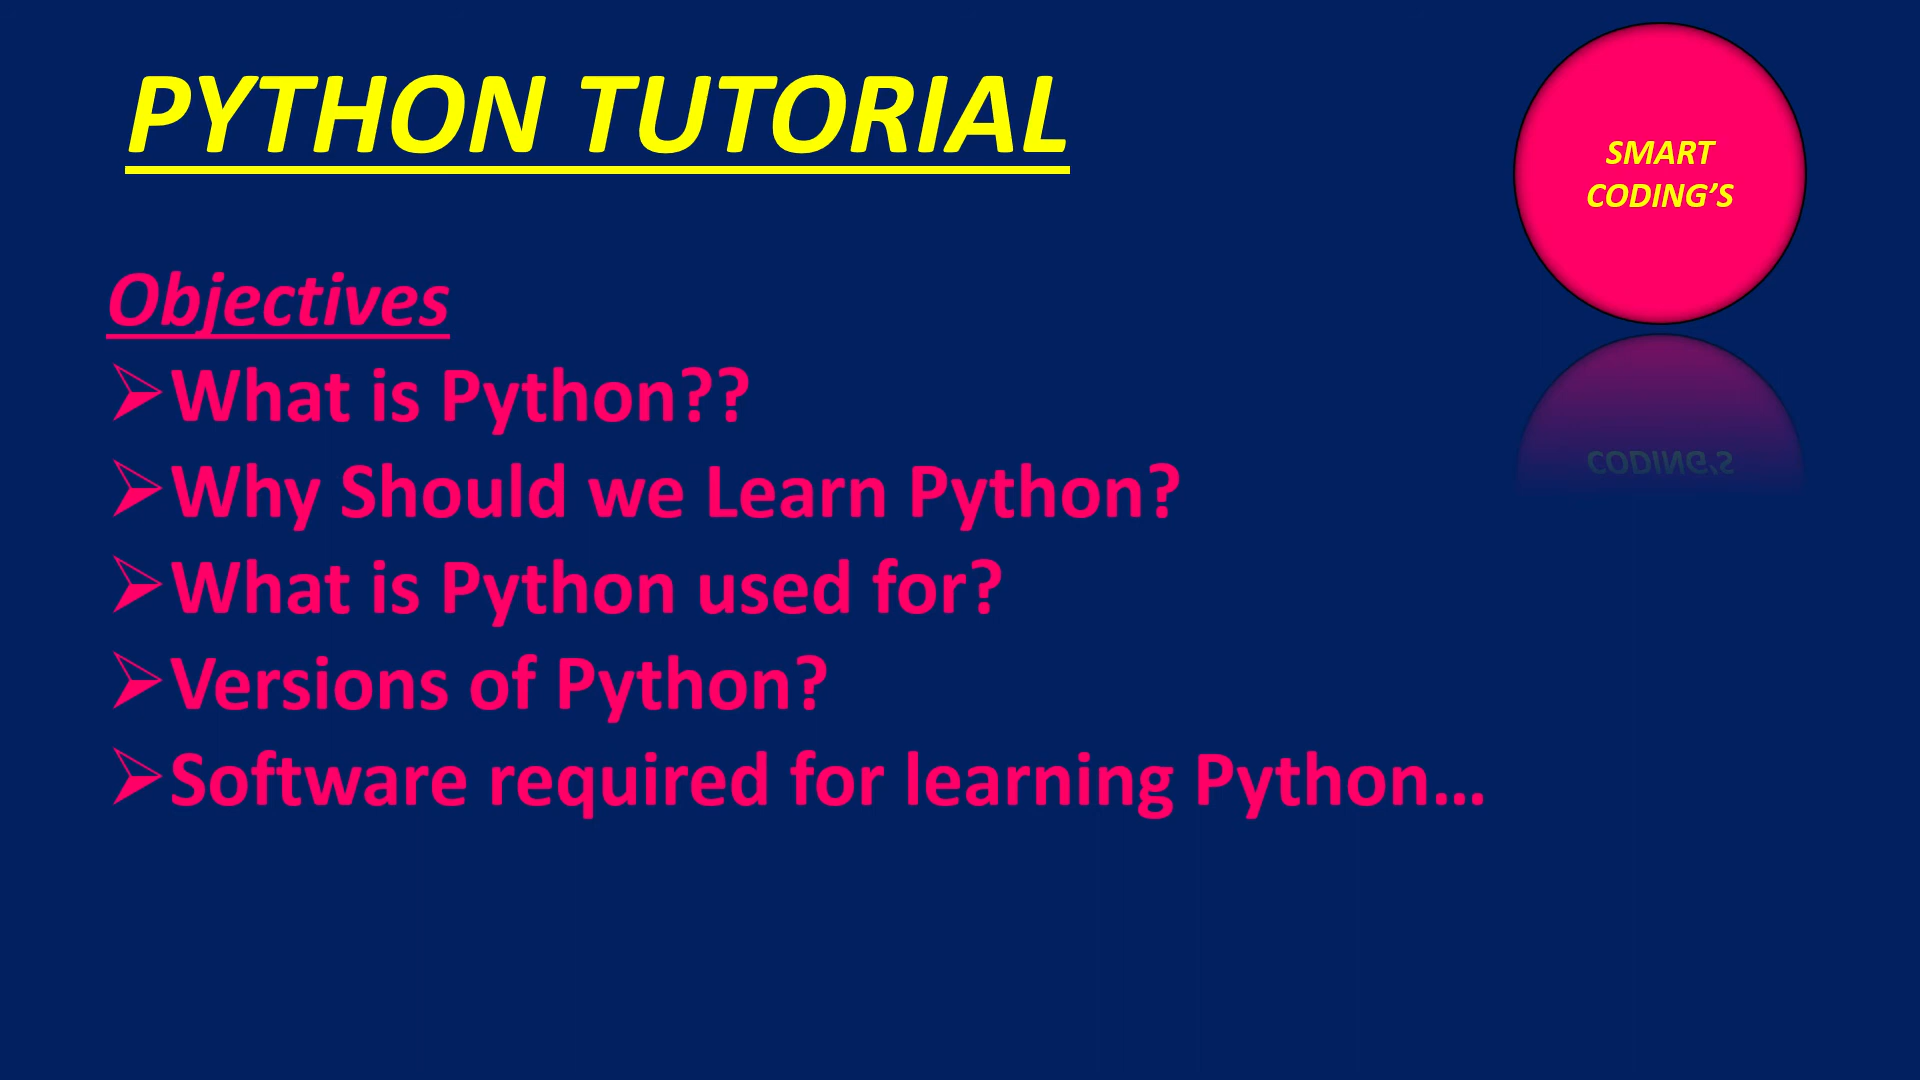 PYTHON TUTORIAL
SMART
CODING’S
Objectives
➢What is Python??
➢Why Should we Learn Python?
➢What is Python used for?
➢Versions of Python?
➢Software required for learning Python...
CODING’S